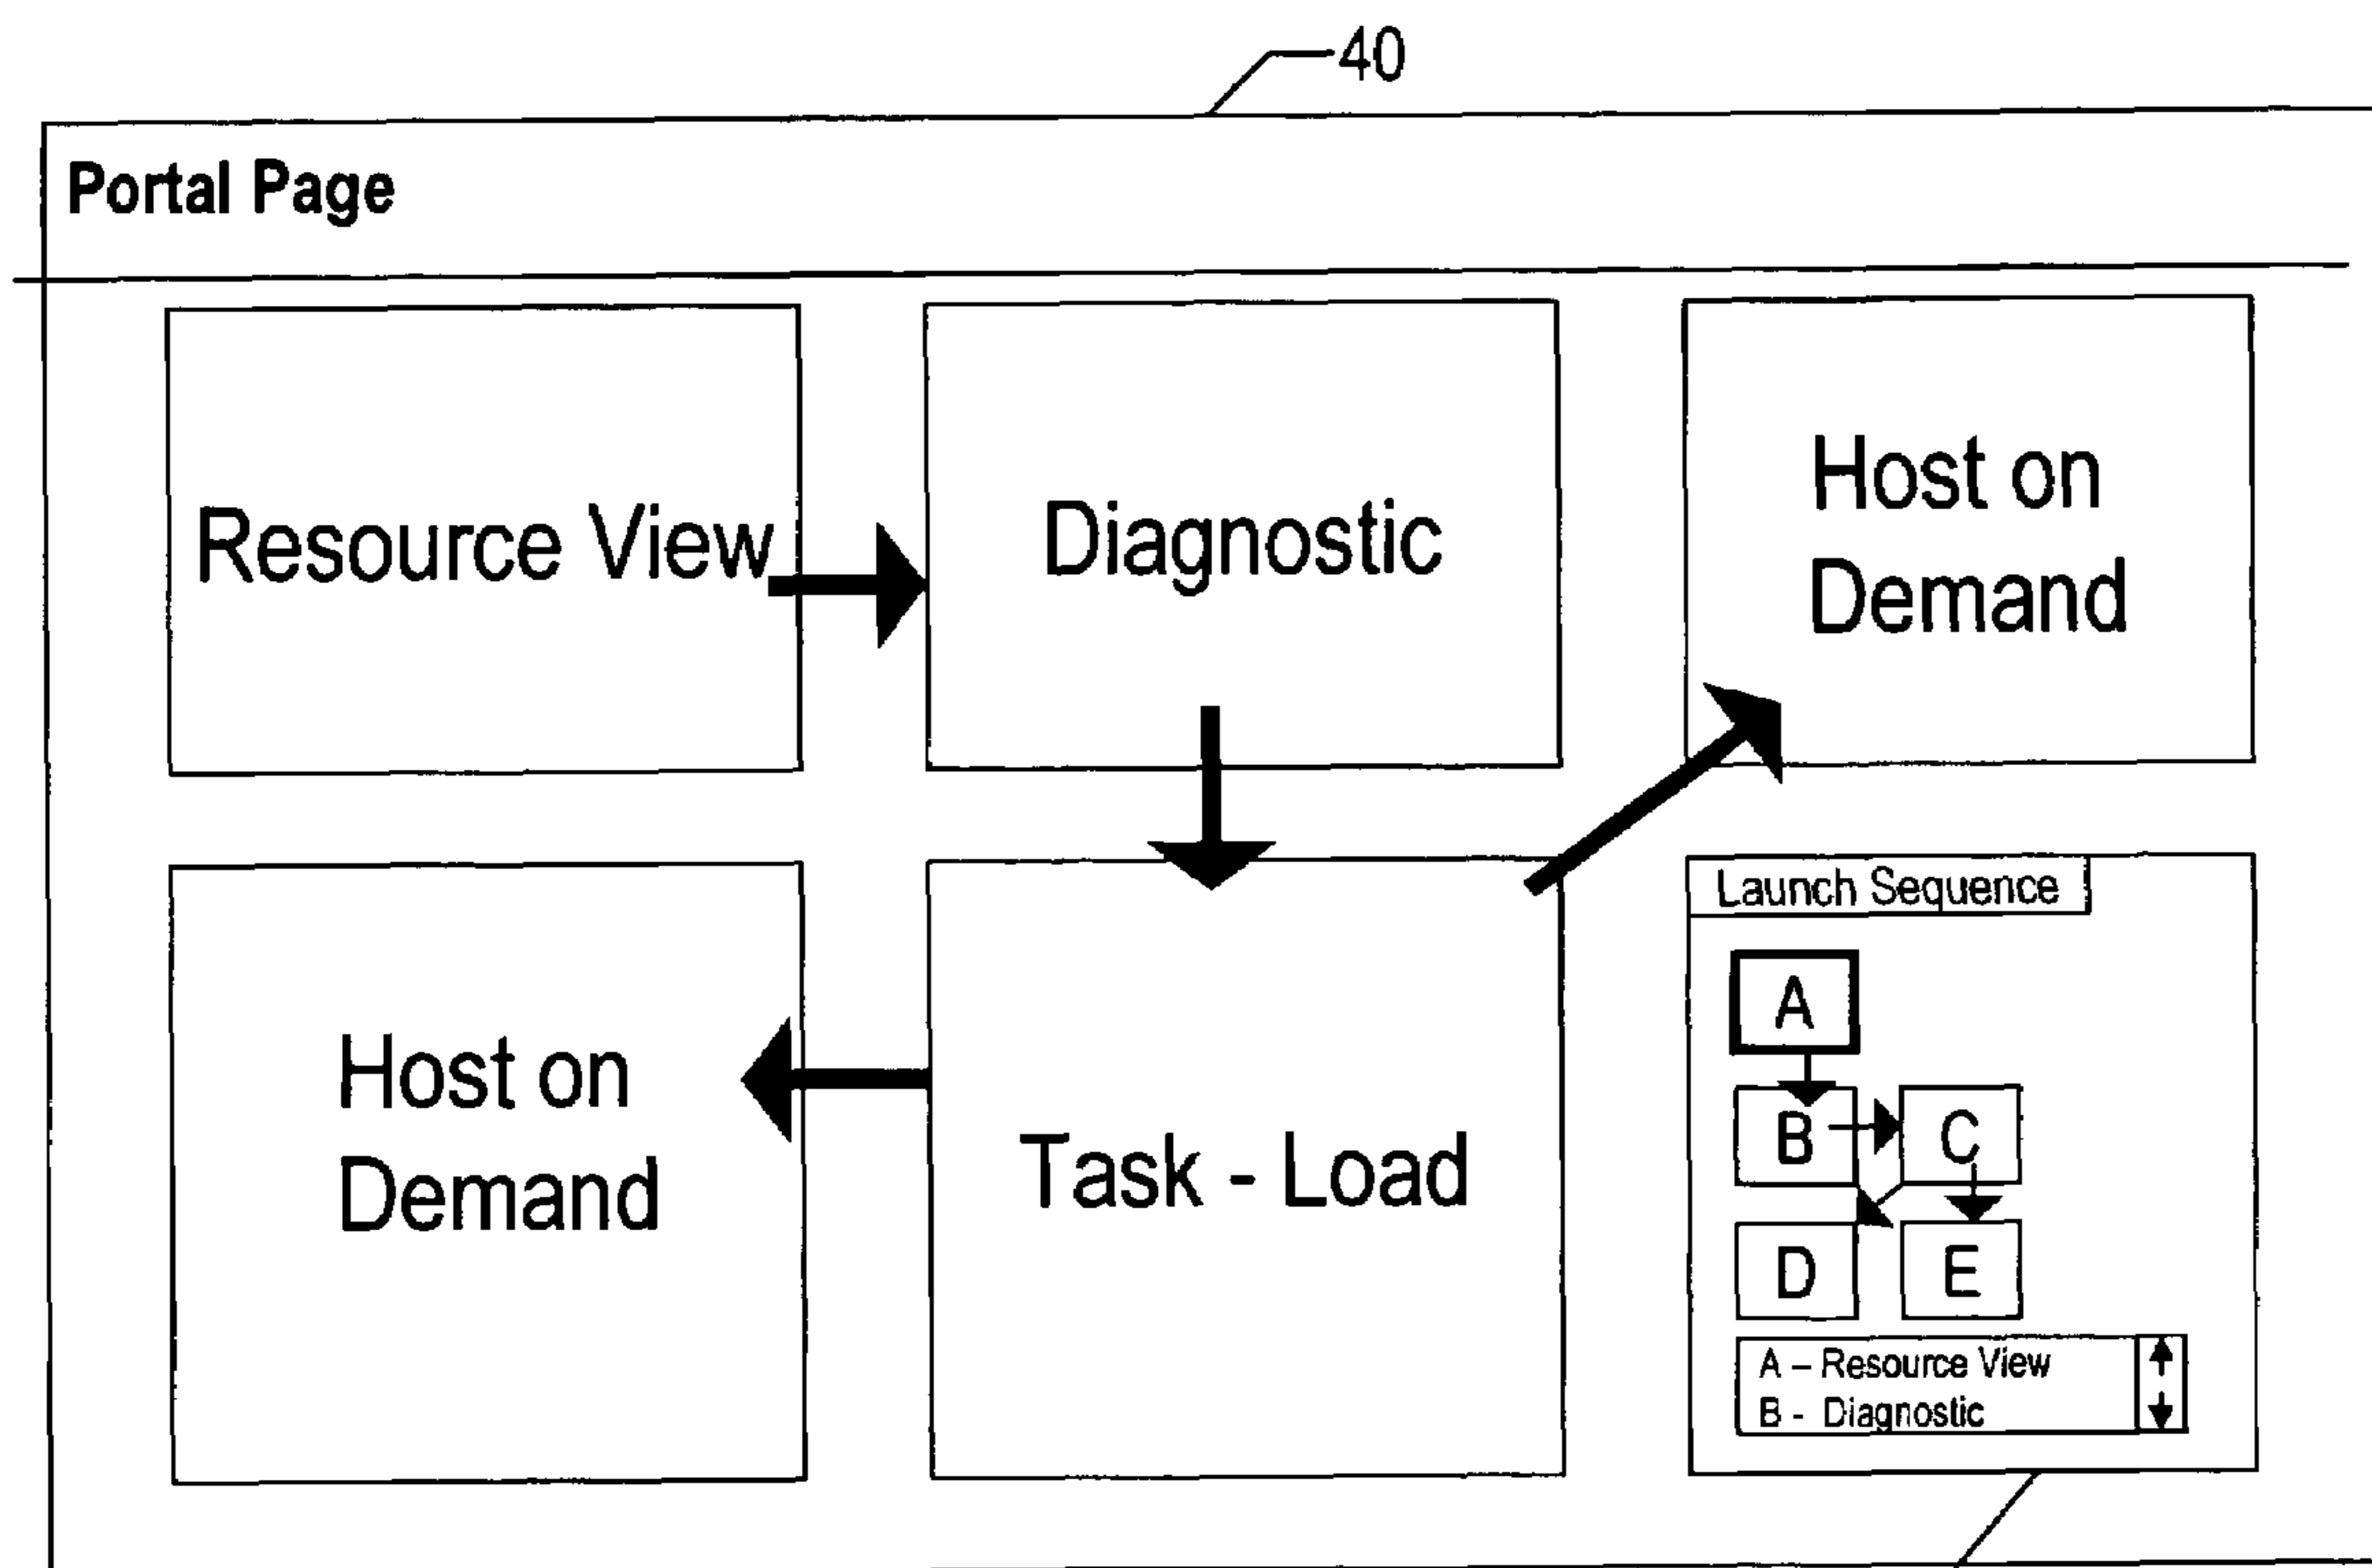 40
Portal Page
Resource View
Diagnostic
Host on
Demand
Host on
Demand
Task - Load
Launch Sequence
A
B
C
D
E
A – Resource View
B - Diagnostic